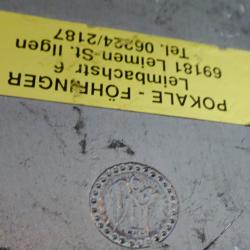 POKALE - FÖHRINGER
Leimbachstr 6
69181 Leimen-St. Ilgen
Tel. 06224/2187